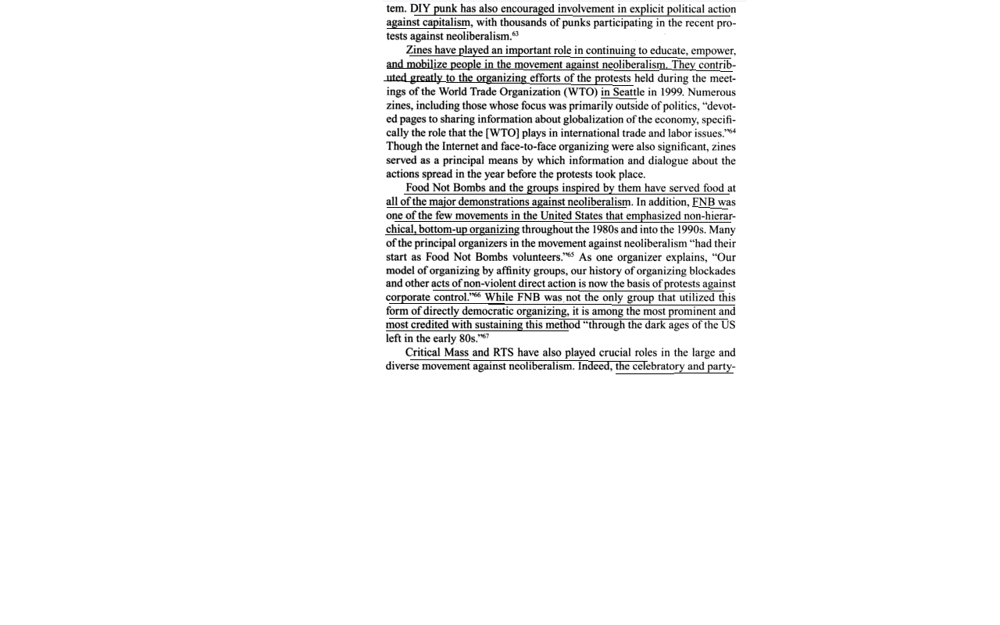 tem. DIY punk has also encouraged involvement in explicit political action
against capitalism, with thousands of punks participating in the recent pro-
tests against neoliberalism.63
Zines have played an important role in continuing to educate, empower,
and mobilize people in the movement against neoliberalism. They contrib-
uted greatly to the organizing efforts of the protests held during the meet-
ings of the World Trade Organization (WTO) in Seattle in 1999. Numerous
zines, including those whose focus was primarily outside of politics, “devot-
ed pages to sharing information about globalization of the economy, specifi-
cally the role that the [WTO] plays in international trade and labor issues.”64
Though the Internet and face-to-face organizing were also significant, zines
served as a principal means by which information and dialogue about the
actions spread in the year before the protests took place.
Food Not Bombs and the groups inspired by them have served food at
all of the major demonstrations against neoliberalism. In addition, FNB was
one of the few movements in the United States that emphasized non-hierar-
chical, bottom-up organizing throughout the 1980s and into the 1990s. Many
of the principal organizers in the movement against neoliberalism “had their
start as Food Not Bombs volunteers.”65 As one organizer explains, “Our
model of organizing by affinity groups, our history of organizing blockades
and other acts of non-violent direct action is now the basis of protests against
corporate control.”66 While FNB was not the only group that utilized this
form of directly democratic organizing, it is among the most prominent and
most credited with sustaining this method “through the dark ages of the US
left in the early 80s.”67
Critical Mass and RTS have also played crucial roles in the large and
diverse movement against neoliberalism. Indeed, the celebratory and party-